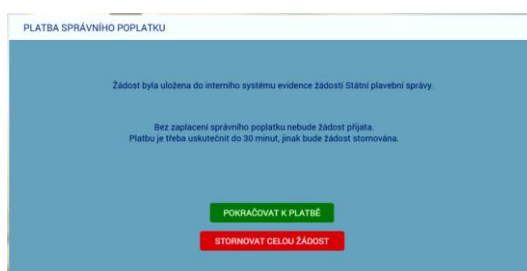 PLATBA SPRÁVNÍHO POPLATKU
Žádost byla uložena do interního systému evidence žádostí Státní plavební správy.
Bez zaplacení správního poplatku nebude žádost přijata.
Platbu je třeba uskutečnit do 30 minut, jinak bude žádost stornována.
POKRAČOVAT K PLATBĚ
STORNOVAT CELOU ŽÁDOST